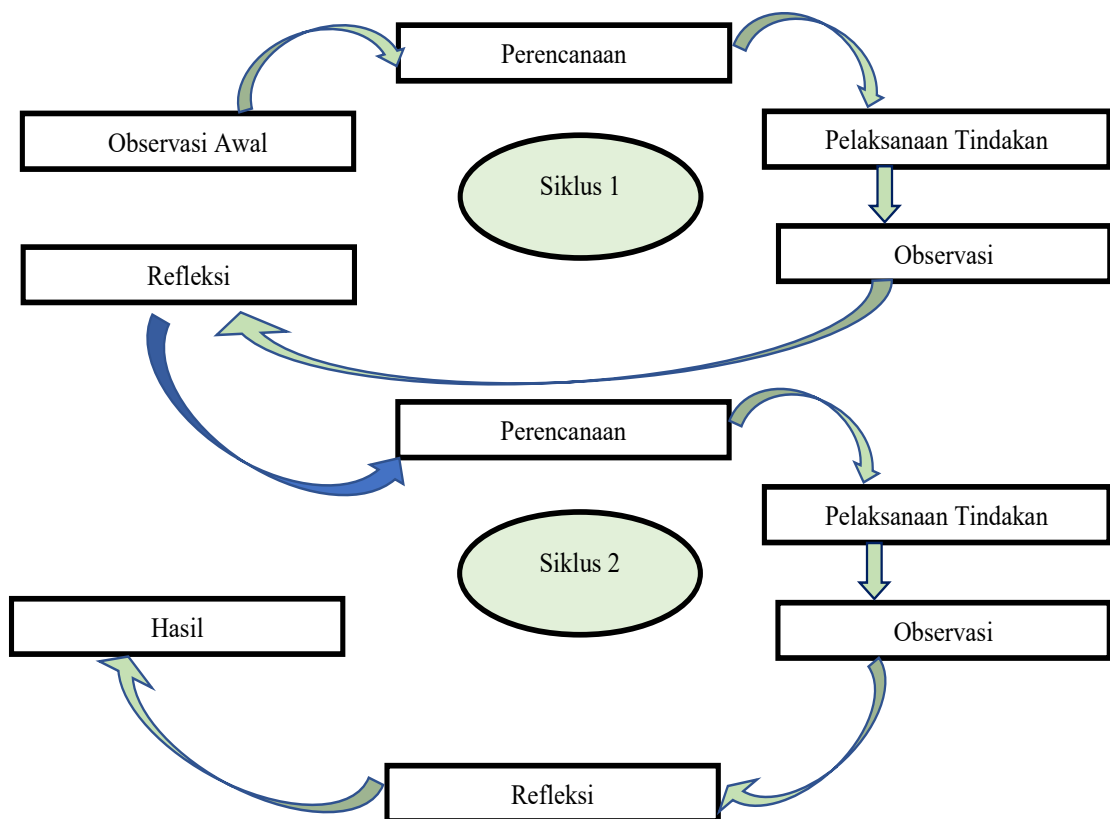 Perencanaan
Observasi Awal
Pelaksanaan Tindakan
Siklus 1
Observasi
Refleksi
Perencanaan
Pelaksanaan Tindakan
Siklus 2
Observasi
Hasil
Refleksi